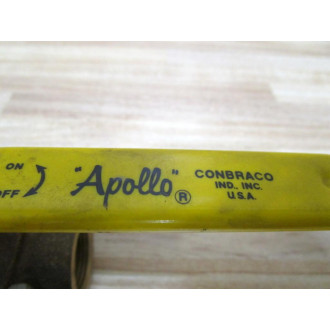 ON
OFF
"Apollo"®
CONBRACO
IND., INC.
U.S.A.